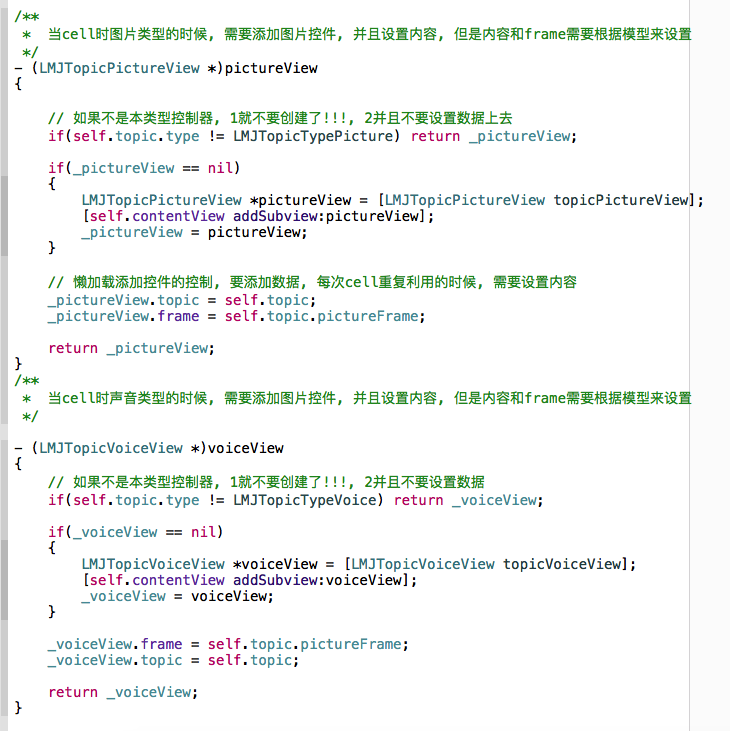 /**
 *  当cell时图片类型的时候, 需要添加图片控件, 并且设置内容, 但是内容和frame需要根据模型来设置
 */
- (LMJTopicPictureView *)pictureView
{
    // 如果不是本类型控制器, 1就不要创建了!!!, 2并且不要设置数据上去
    if(self.topic.type != LMJTopicTypePicture) return _pictureView;
    if(_pictureView == nil)
    {
        LMJTopicPictureView *pictureView = [LMJTopicPictureView topicPictureView];
        [self.contentView addSubview:pictureView];
        _pictureView = pictureView;
    }
    // 懒加载添加控件的控制, 要添加数据, 每次cell重复利用的时候, 需要设置内容
    _pictureView.topic = self.topic;
    _pictureView.frame = self.topic.pictureFrame;
    return _pictureView;
}
/**
 *  当cell时声音类型的时候, 需要添加图片控件, 并且设置内容, 但是内容和frame需要根据模型来设置
 */
- (LMJTopicVoiceView *)voiceView
{
    // 如果不是本类型控制器, 1就不要创建了!!!, 2并且不要设置数据
    if(self.topic.type != LMJTopicTypeVoice) return _voiceView;
    if(_voiceView == nil)
    {
        LMJTopicVoiceView *voiceView = [LMJTopicVoiceView topicVoiceView];
        [self.contentView addSubview:voiceView];
        _voiceView = voiceView;
    }
    _voiceView.frame = self.topic.pictureFrame;
    _voiceView.topic = self.topic;
    return _voiceView;
}